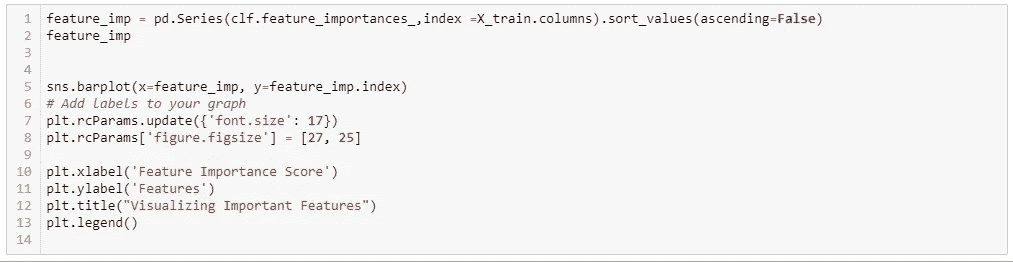 1 feature_imp = pd.Series(clf.feature_importances_,index =X_train.columns).sort_values(ascending=False)
2 feature_imp
3
4
5 sns.barplot(x=feature_imp, y=feature_imp.index)
6 # Add labels to your graph
7 plt.rcParams.update({'font.size': 17})
8 plt.rcParams['figure.figsize'] = [27, 25]
9
10 plt.xlabel('Feature Importance Score')
11 plt.ylabel('Features')
12 plt.title("Visualizing Important Features")
13 plt.legend()
14